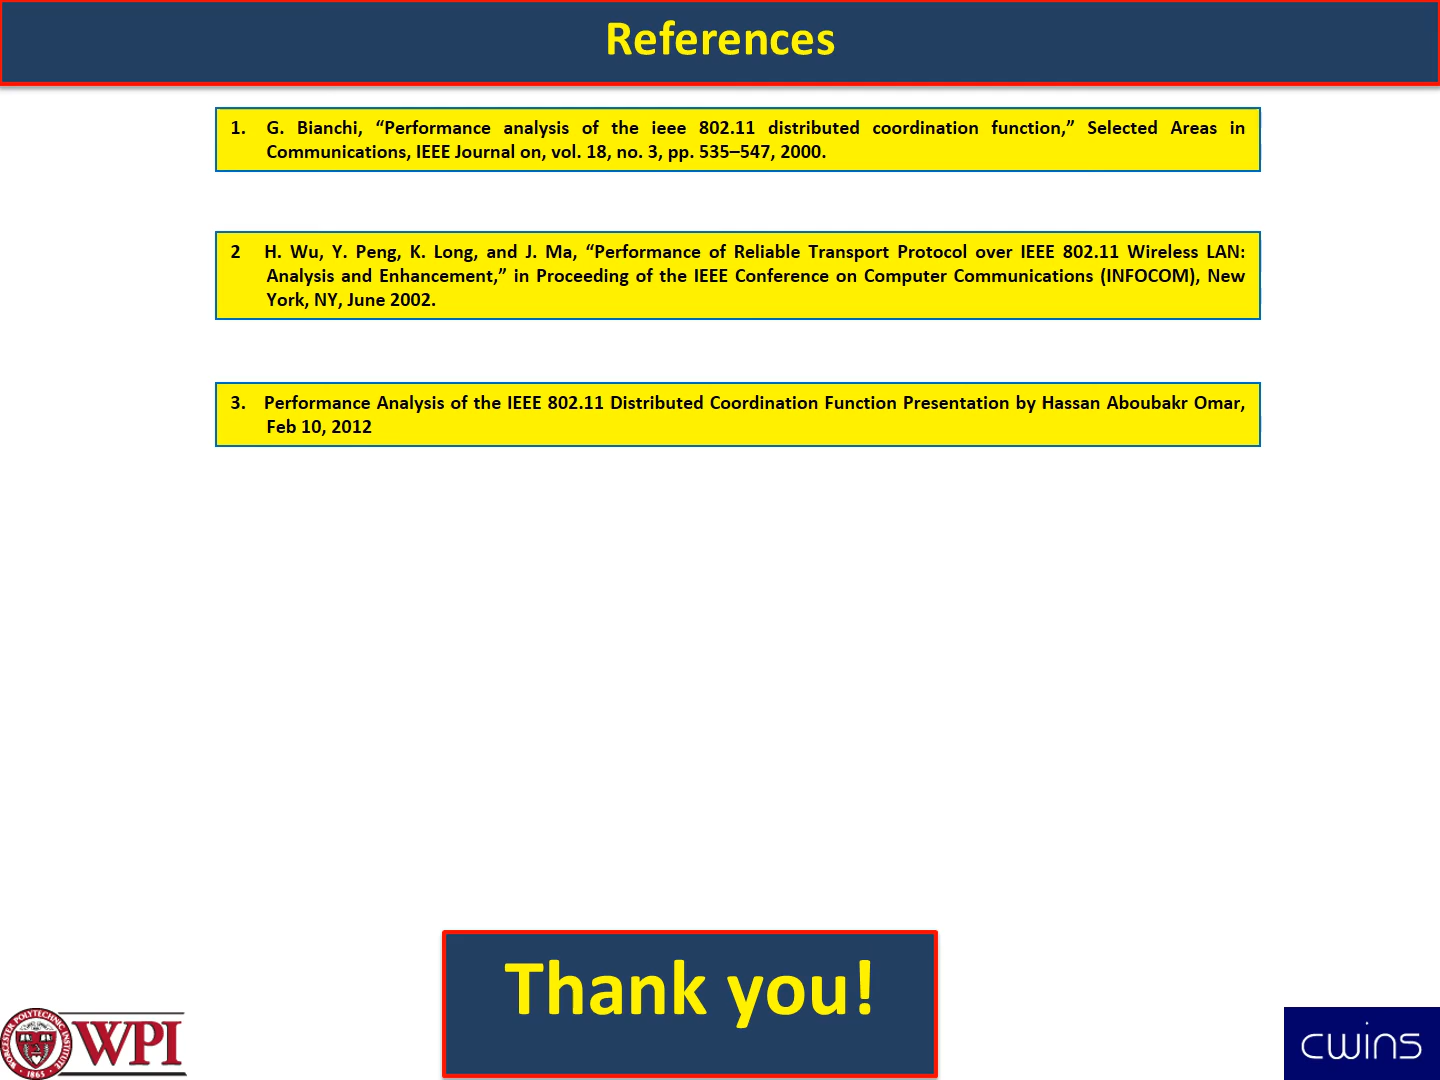 References
1. G. Bianchi, “Performance analysis of the ieee 802.11 distributed coordination function,” Selected Areas in
Communications, IEEE Journal on, vol. 18, no. 3, pp. 535–547, 2000.
2 H. Wu, Y. Peng, K. Long, and J. Ma, “Performance of Reliable Transport Protocol over IEEE 802.11 Wireless LAN:
Analysis and Enhancement,” in Proceeding of the IEEE Conference on Computer Communications (INFOCOM), New
York, NY, June 2002.
3. Performance Analysis of the IEEE 802.11 Distributed Coordination Function Presentation by Hassan Aboubakr Omar,
Feb 10, 2012
Thank you!
WORCESTER POLYTECHNIC INSTITUTE
1865
WPI
cwins